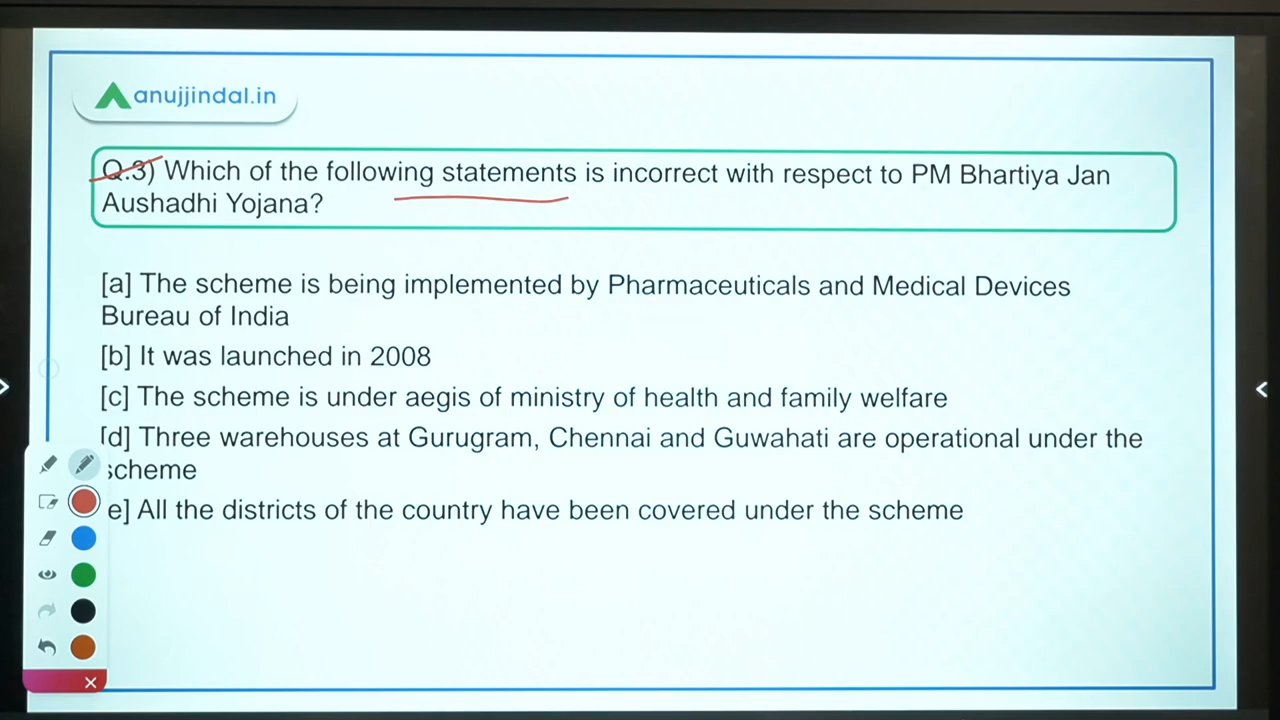 anujjindal.in
Q.3) Which of the following statements is incorrect with respect to PM Bhartiya Jan
Aushadhi Yojana?
[a] The scheme is being implemented by Pharmaceuticals and Medical Devices
Bureau of India
[b] It was launched in 2008
[c] The scheme is under aegis of ministry of health and family welfare
[d] Three warehouses at Gurugram, Chennai and Guwahati are operational under the
scheme
e] All the districts of the country have been covered under the scheme